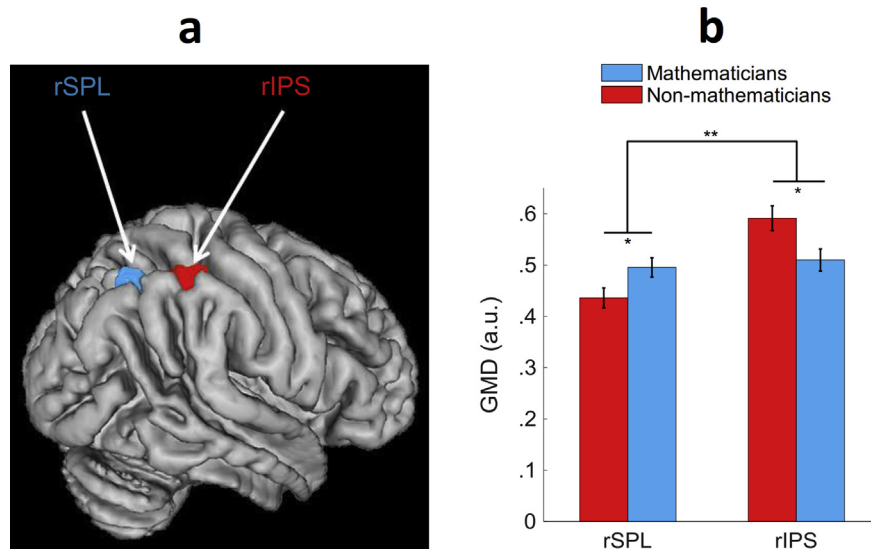 a
rSPL rIPS
b
Mathematicians
Non-mathematicians
**
*
*
.6
.5
.4
.3
.2
.1
0
GMD (a.u.)
rSPL rIPS